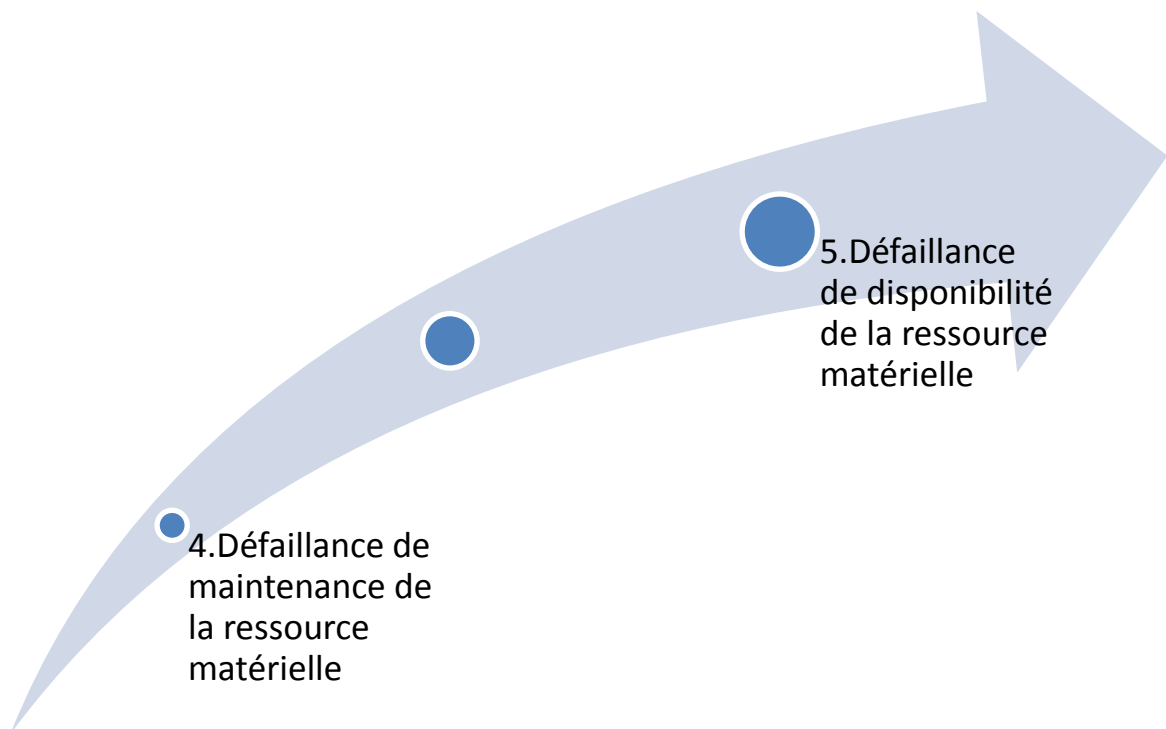 5.Défaillance
de disponibilité
de la ressource
matérielle
4.Défaillance de
maintenance de
la ressource
matérielle